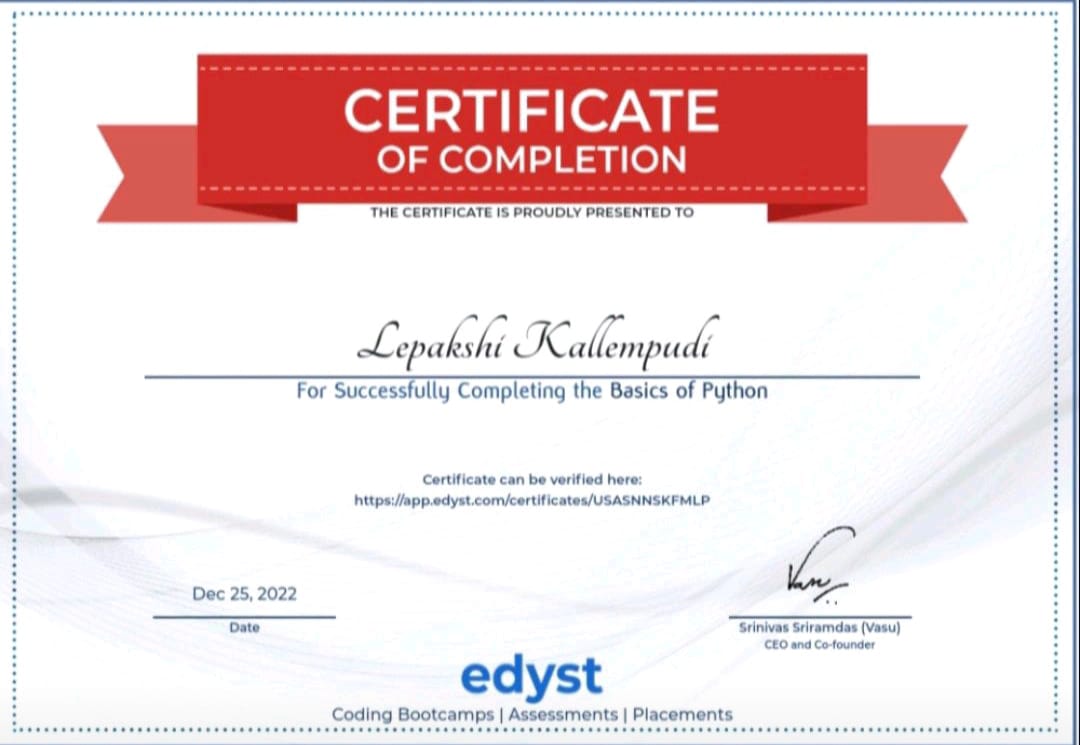 CERTIFICATE
OF COMPLETION
THE CERTIFICATE IS PROUDLY PRESENTED TO
Lepakshi Kallempudi
For Successfully Completing the Basics of Python
Certificate can be verified here:
https://app.edyst.com/certificates/USASNNSKFMLP
Dec 25, 2022
Date
Vasu
Srinivas Sriramdas (Vasu)
CEO and Co-founder
edyst
Coding Bootcamps | Assessments | Placements